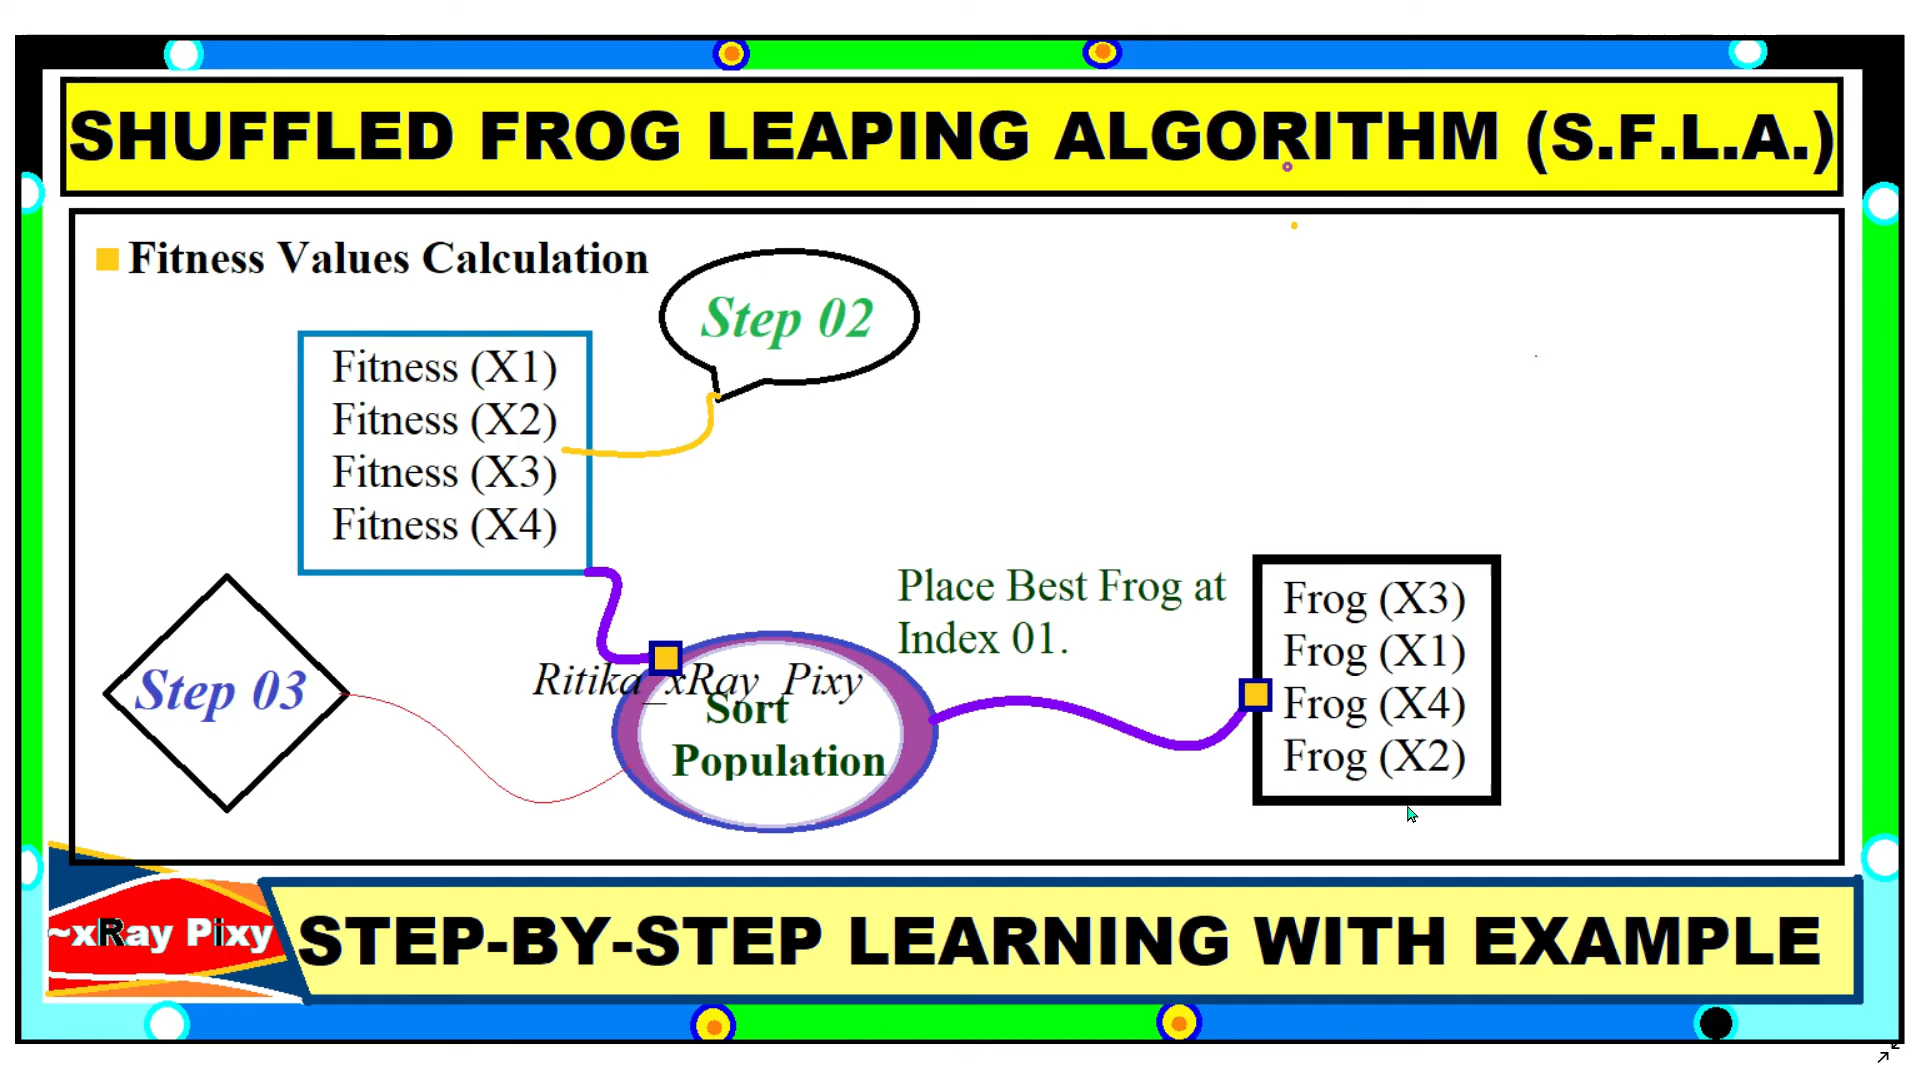 SHUFFLED FROG LEAPING ALGORITHM (S.F.L.A.)
Fitness Values Calculation
Step 02
Fitness (X1)
Fitness (X2)
Fitness (X3)
Fitness (X4)
Step 03
Ritika_xRay_Pixy
Sort
Population
Place Best Frog at
Index 01.
Frog (X3)
Frog (X1)
Frog (X4)
Frog (X2)
~xRay Pixy
STEP-BY-STEP LEARNING WITH EXAMPLE